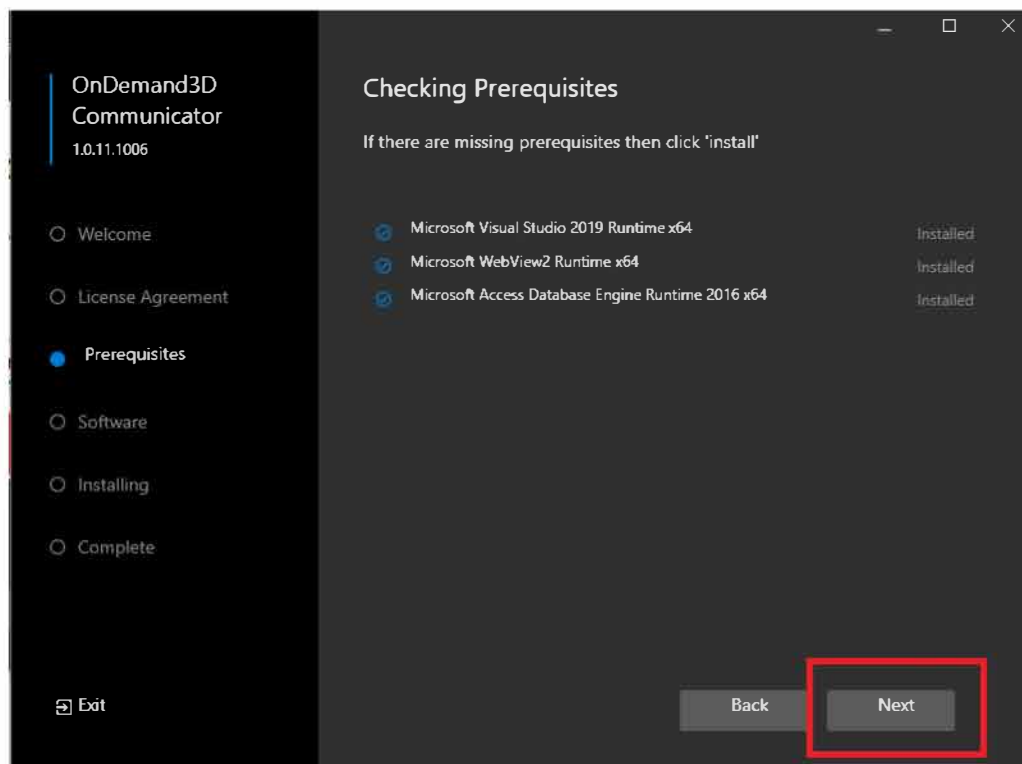 OnDemand3D
Communicator
1.0.11.1006
Welcome
License Agreement
Prerequisites
Software
Installing
Complete
Exit
Checking Prerequisites
If there are missing prerequisites then click 'install'
Microsoft Visual Studio 2019 Runtime x64 Installed
Microsoft WebView2 Runtime x64 Installed
Microsoft Access Database Engine Runtime 2016 x64 Installed
Back Next